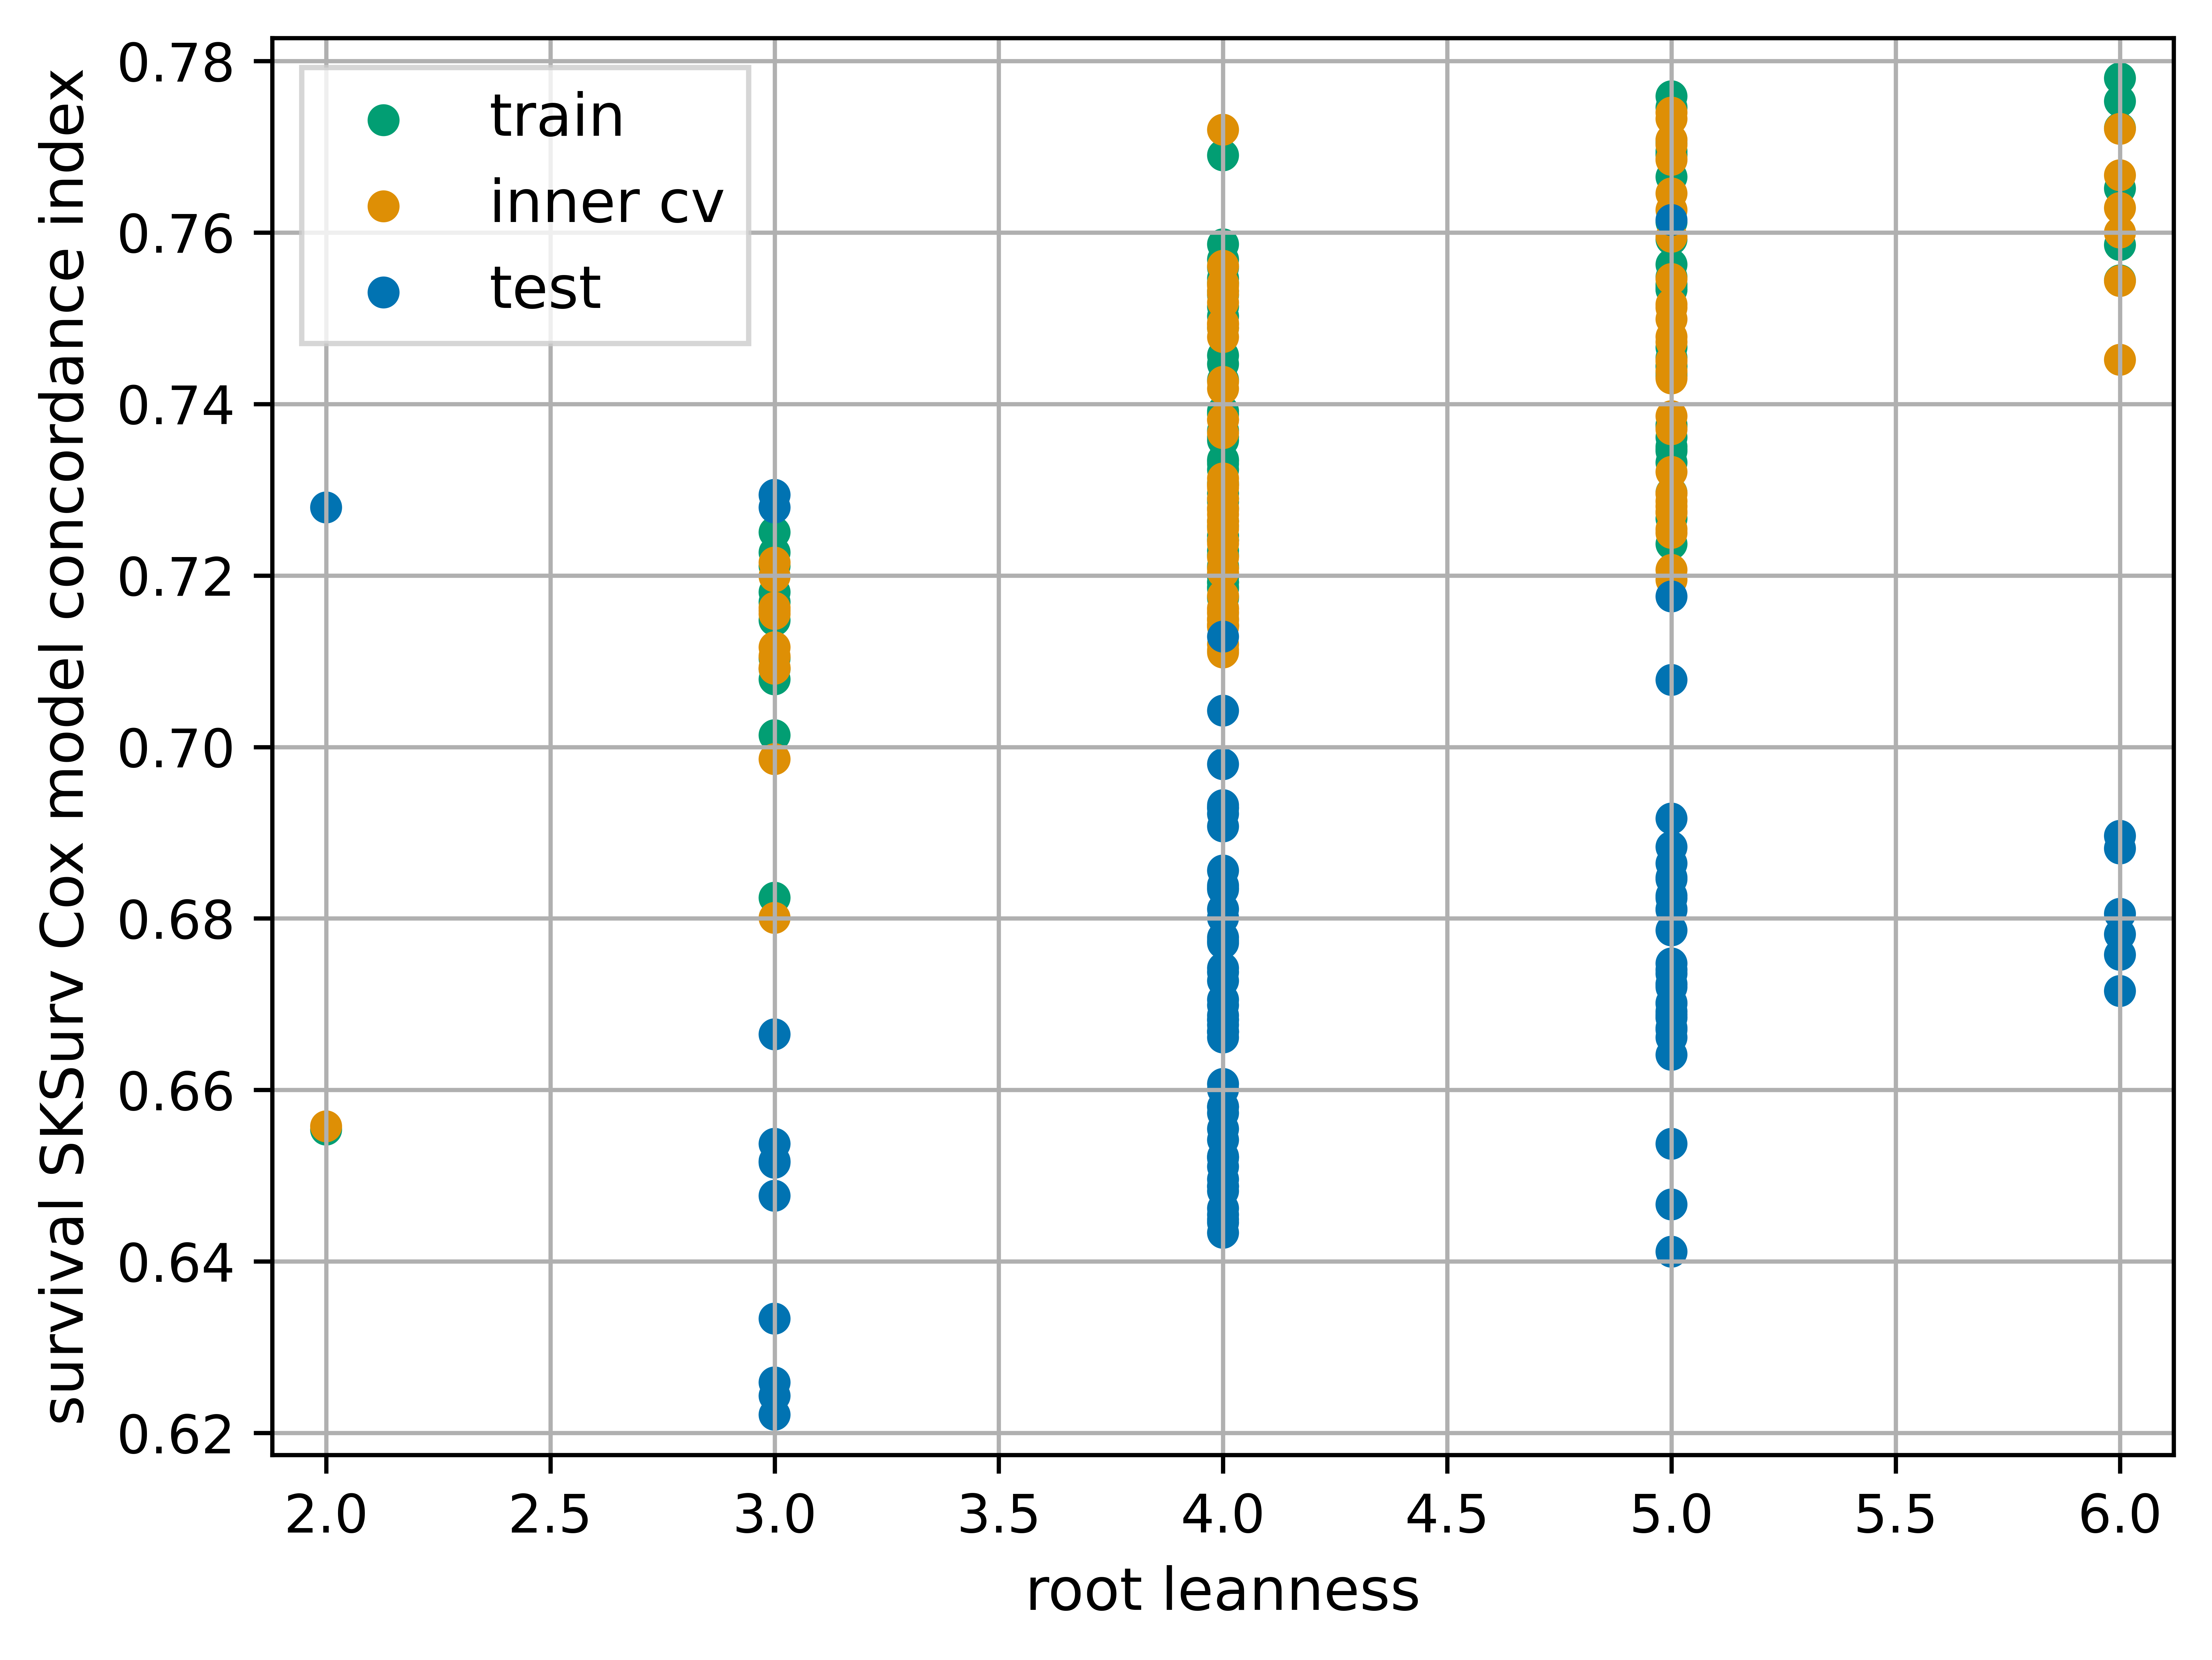 survival SKSurv Cox model concordance index
0.78
0.76
0.74
0.72
0.70
0.68
0.66
0.64
0.62
train
inner cv
test
2.0 2.5 3.0 3.5 4.0 4.5 5.0 5.5 6.0
root leanness